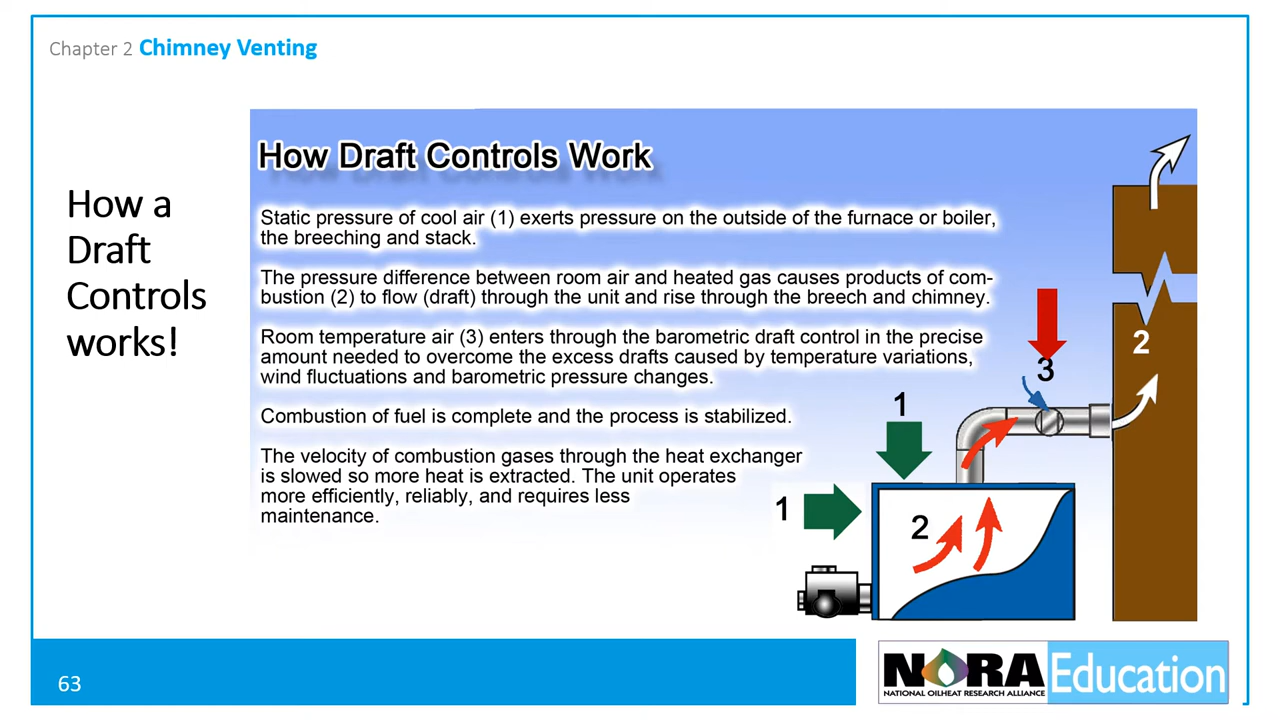 Chapter 2 Chimney Venting
How a
Draft
Controls
works!
How Draft Controls Work
Static pressure of cool air (1) exerts pressure on the outside of the furnace or boiler,
the breeching and stack.
The pressure difference between room air and heated gas causes products of com-
bustion (2) to flow (draft) through the unit and rise through the breech and chimney.
Room temperature air (3) enters through the barometric draft control in the precise
amount needed to overcome the excess drafts caused by temperature variations,
wind fluctuations and barometric pressure changes.
Combustion of fuel is complete and the process is stabilized.
The velocity of combustion gases through the heat exchanger
is slowed so more heat is extracted. The unit operates
more efficiently, reliably, and requires less
maintenance.
2
3
1
1
2
63
NORA Education
NATIONAL OILHEAT RESEARCH ALLIANCE